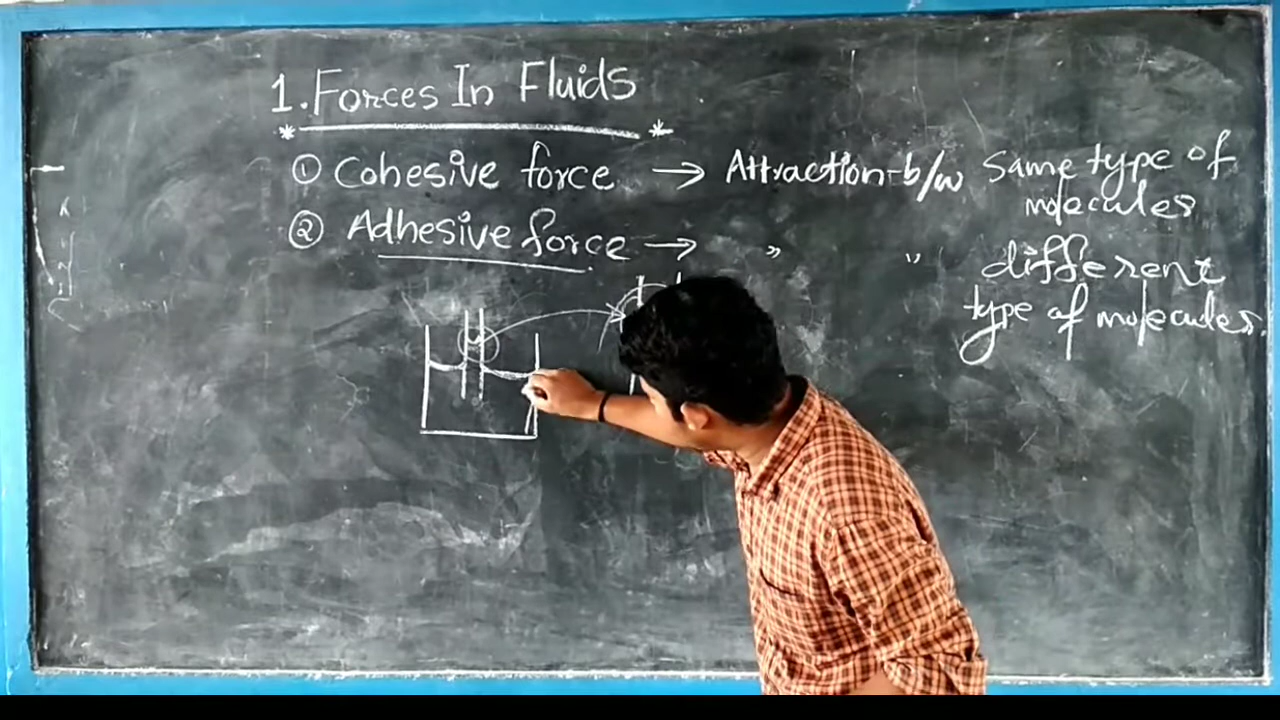 1. Forces In Fluids
① Cohesive force → Attraction b/w same type of
molecules
② Adhesive force → " " different
type of molecules.